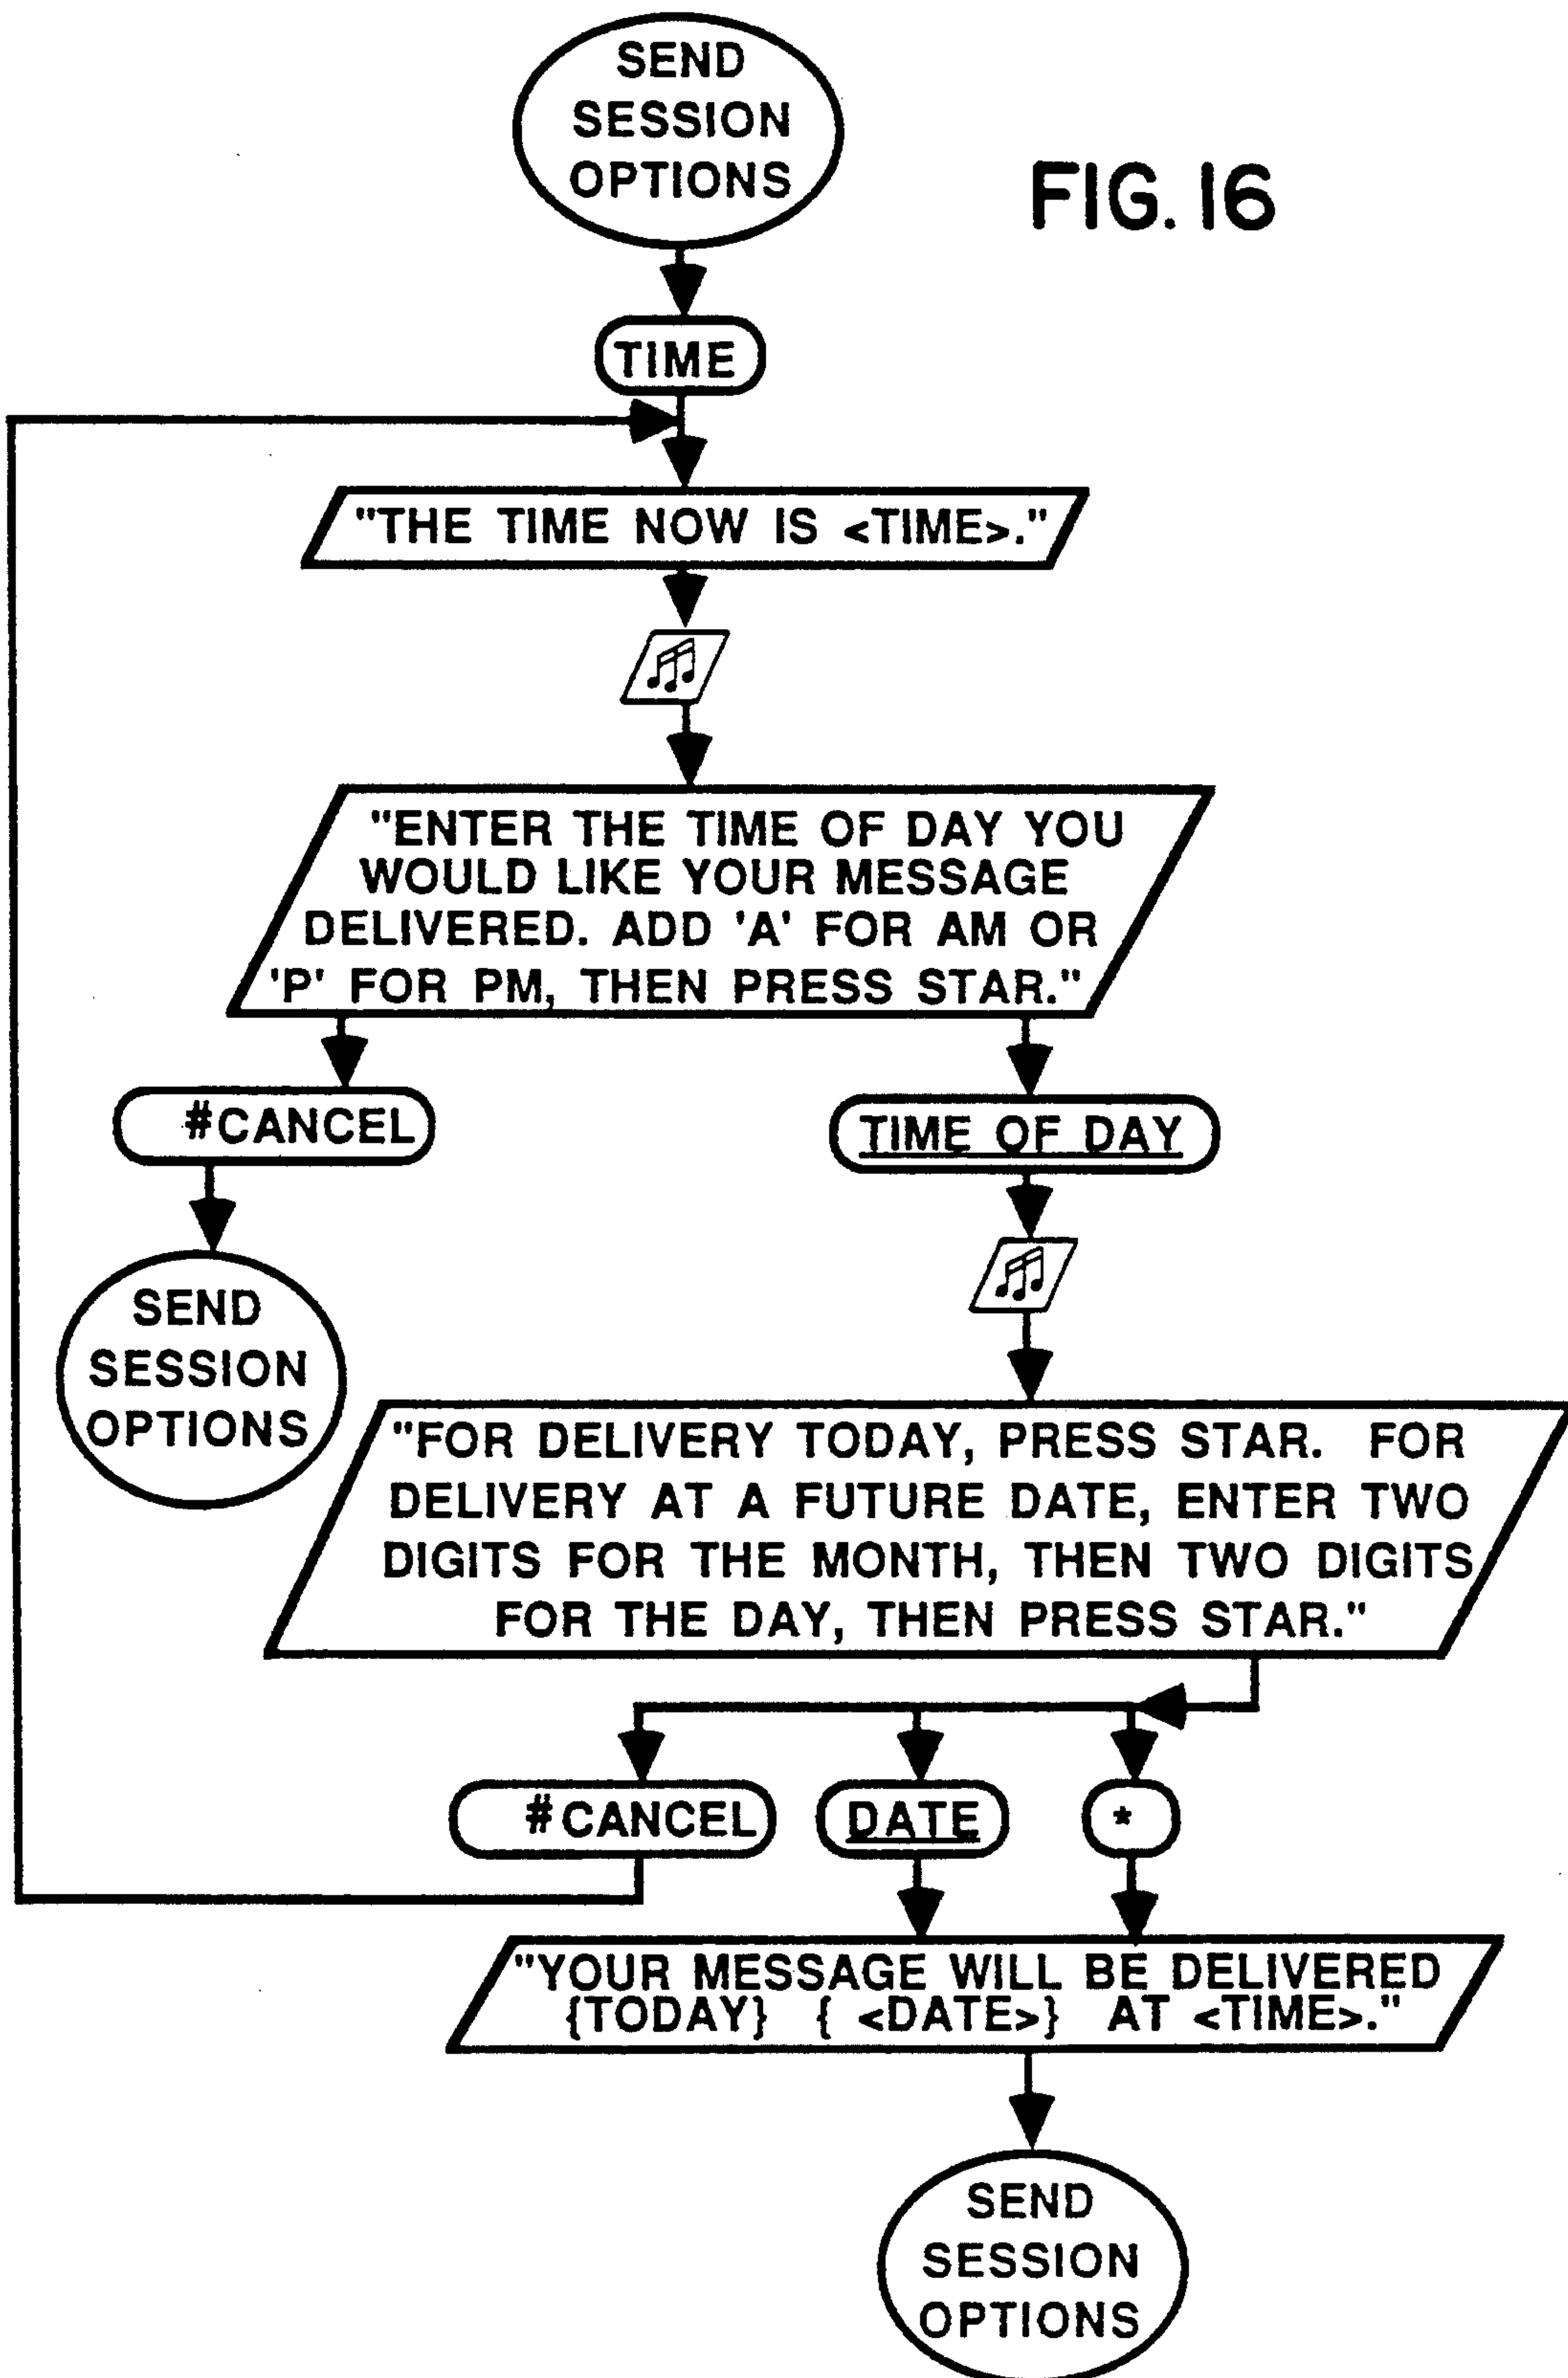 SEND
SESSION
OPTIONS
FIG. 16
TIME
"THE TIME NOW IS <TIME>."
"ENTER THE TIME OF DAY YOU
WOULD LIKE YOUR MESSAGE
DELIVERED. ADD 'A' FOR AM OR
'P' FOR PM, THEN PRESS STAR."
#CANCEL
TIME OF DAY
SEND
SESSION
OPTIONS
"FOR DELIVERY TODAY, PRESS STAR. FOR
DELIVERY AT A FUTURE DATE, ENTER TWO
DIGITS FOR THE MONTH, THEN TWO DIGITS
FOR THE DAY, THEN PRESS STAR."
#CANCEL
DATE
*
"YOUR MESSAGE WILL BE DELIVERED
{TODAY} { <DATE>} AT <TIME>."
SEND
SESSION
OPTIONS